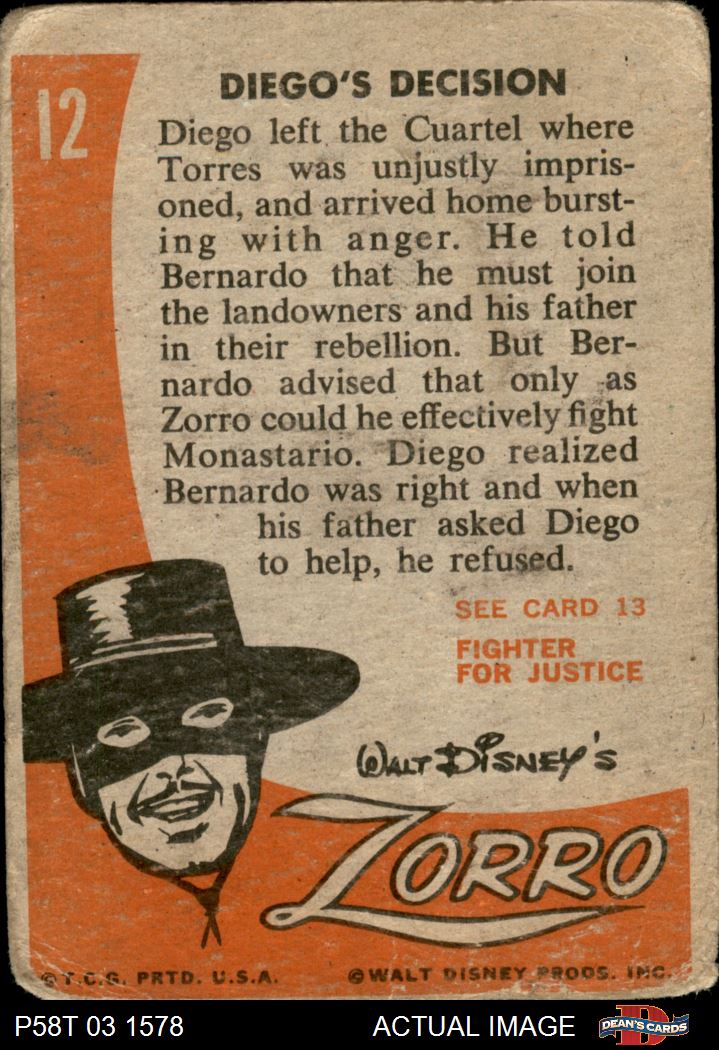 12
DIEGO'S DECISION
Diego left the Cuartel where
Torres was unjustly impris-
oned, and arrived home burst-
ing with anger. He told
Bernardo that he must join
the landowners and his father
in their rebellion. But Ber-
nardo advised that only as
Zorro could he effectively fight
Monastario. Diego realized
Bernardo was right and when
his father asked Diego
to help, he refused.
SEE CARD 13
FIGHTER
FOR JUSTICE
WALT DISNEY'S
ZORRO
© T.C.G. PRTD. U.S.A. © WALT DISNEY PRODS. INC.
P58T 03 1578 ACTUAL IMAGE DEAN'S CARDS